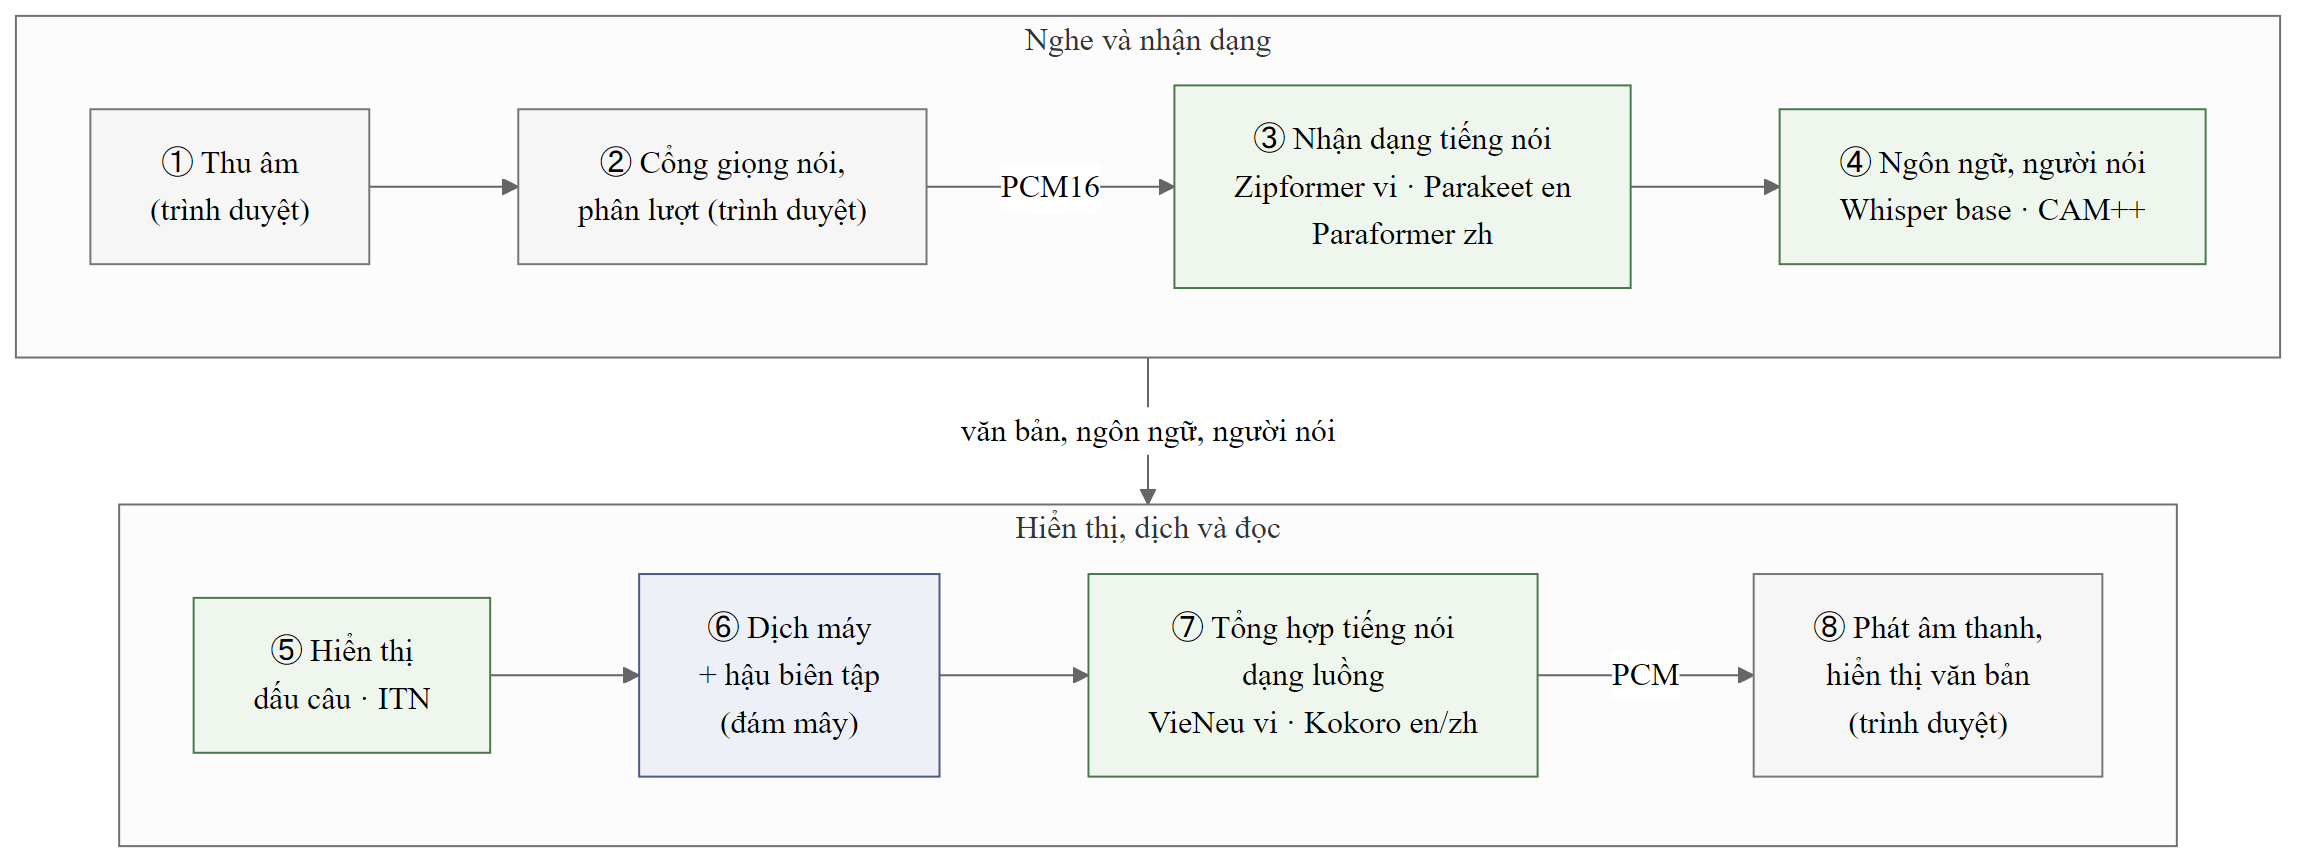 Nghe và nhận dạng
① Thu âm
(trình duyệt)
② Cổng giọng nói,
phân lượt (trình duyệt)
PCM16
③ Nhận dạng tiếng nói
Zipformer vi · Parakeet en
Paraformer zh
④ Ngôn ngữ, người nói
Whisper base · CAM++
văn bản, ngôn ngữ, người nói
Hiển thị, dịch và đọc
⑤ Hiển thị
dấu câu · ITN
⑥ Dịch máy
+ hậu biên tập
(đám mây)
⑦ Tổng hợp tiếng nói
dạng luồng
VieNeu vi · Kokoro en/zh
PCM
⑧ Phát âm thanh,
hiển thị văn bản
(trình duyệt)